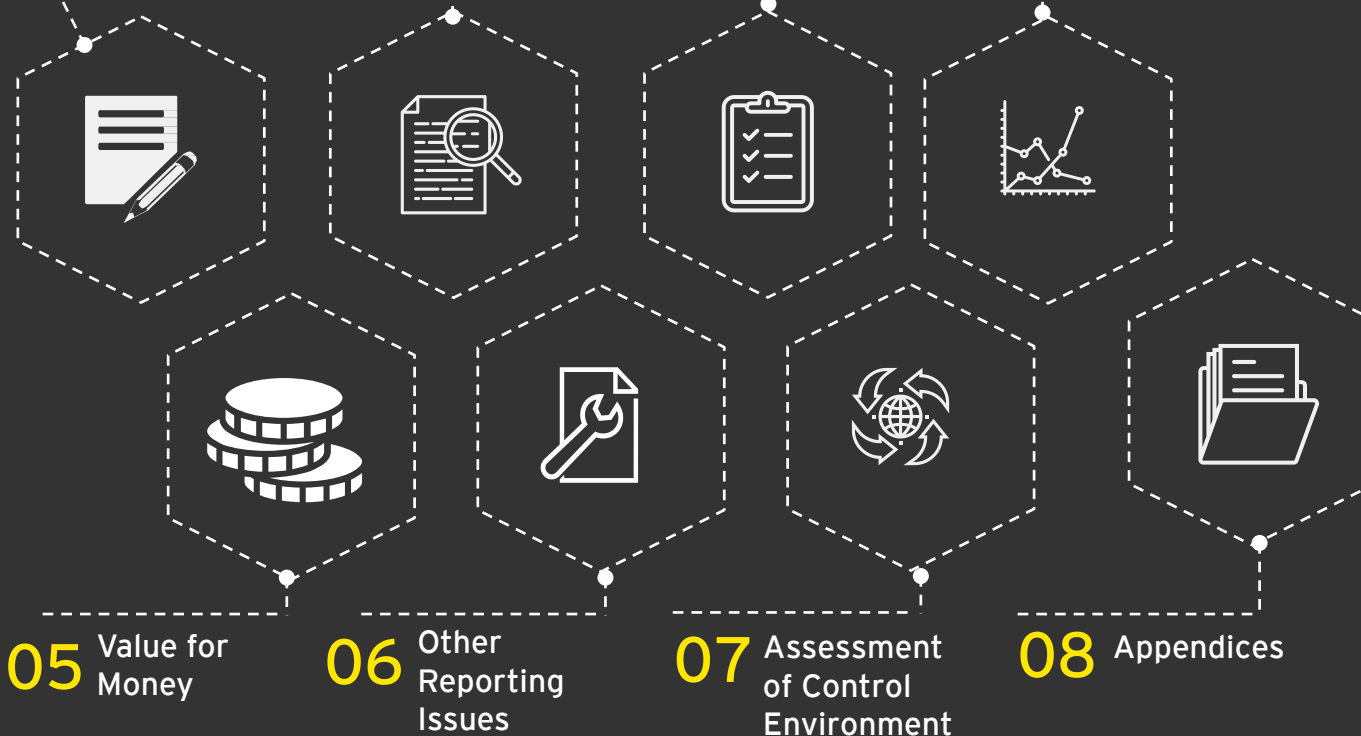 05 Value for
Money
06 Other
Reporting
Issues
07 Assessment
of Control
Environment
08 Appendices